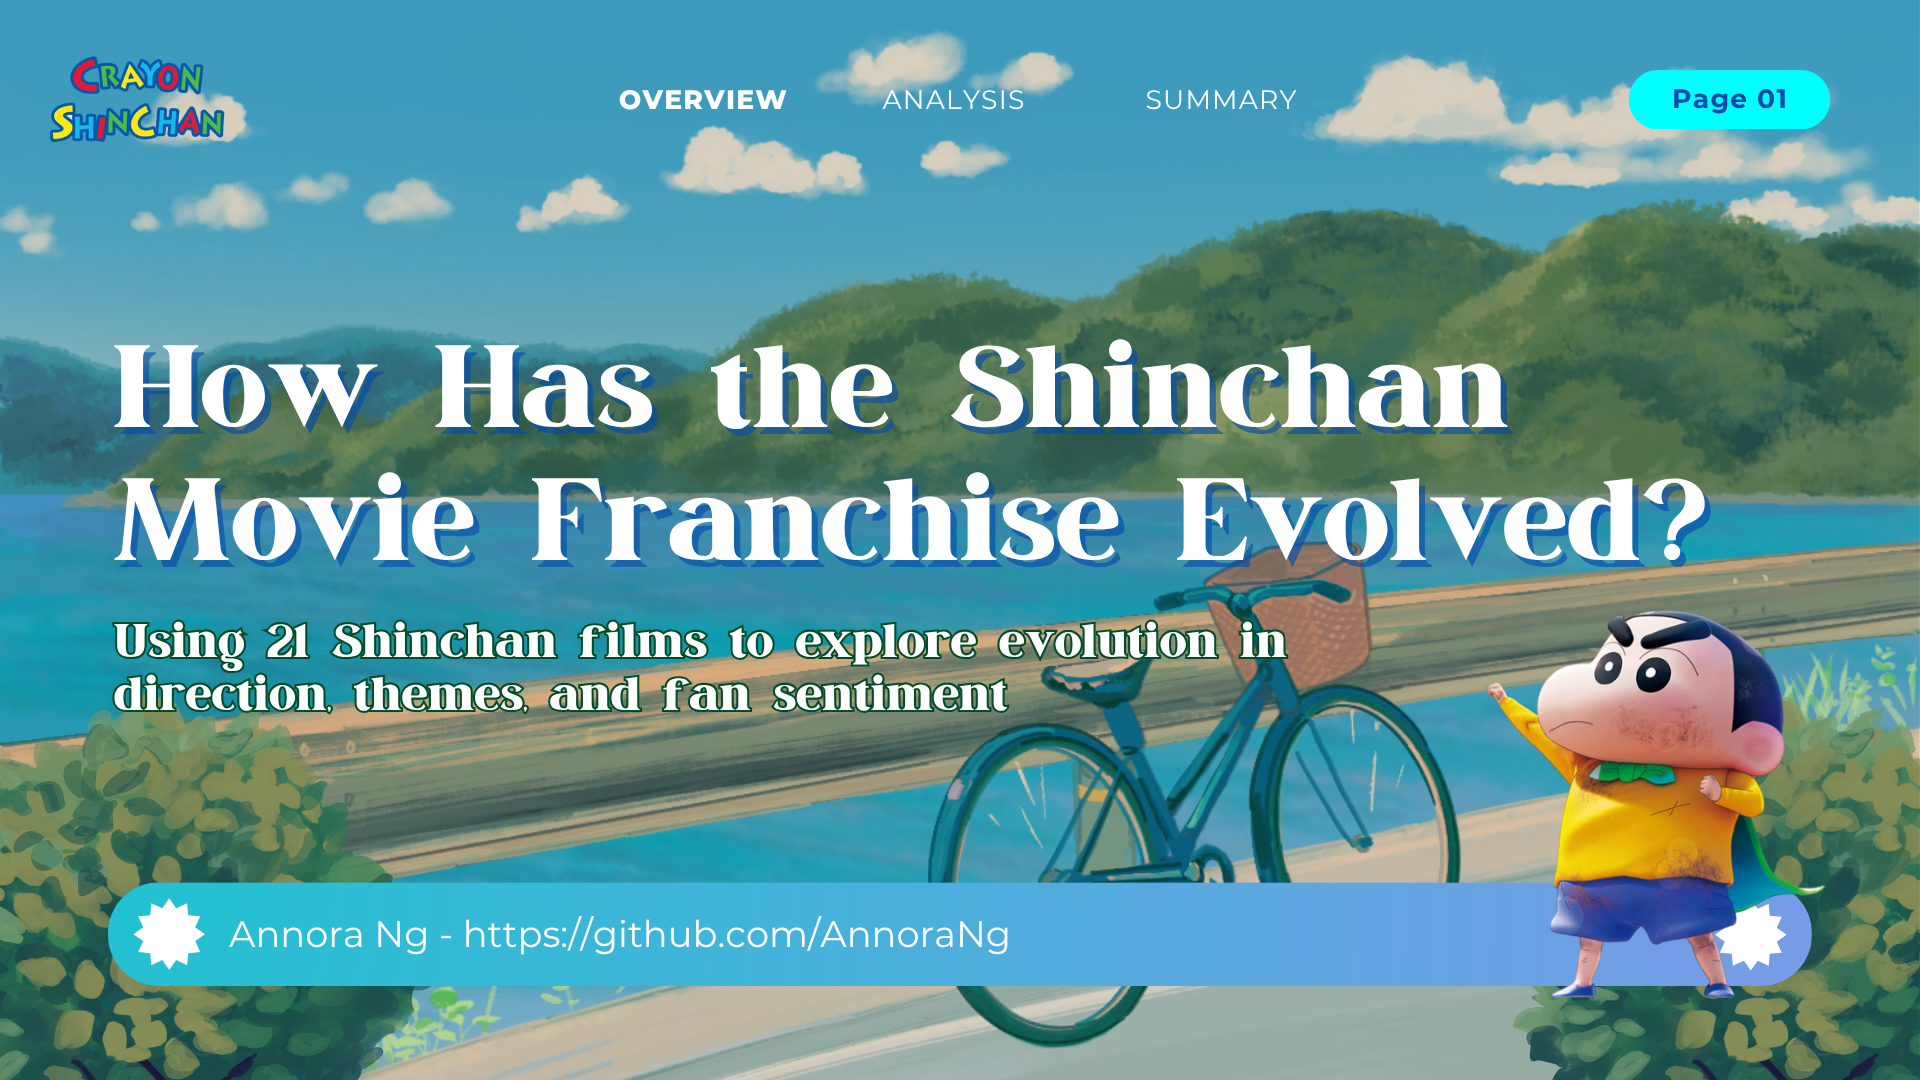 CRAYON
SHINCHAN
OVERVIEW
ANALYSIS
SUMMARY
Page 01
How Has the Shinchan
Movie Franchise Evolved?
Using 21 Shinchan films to explore evolution in
direction, themes, and fan sentiment
Annora Ng - https://github.com/AnnoraNg